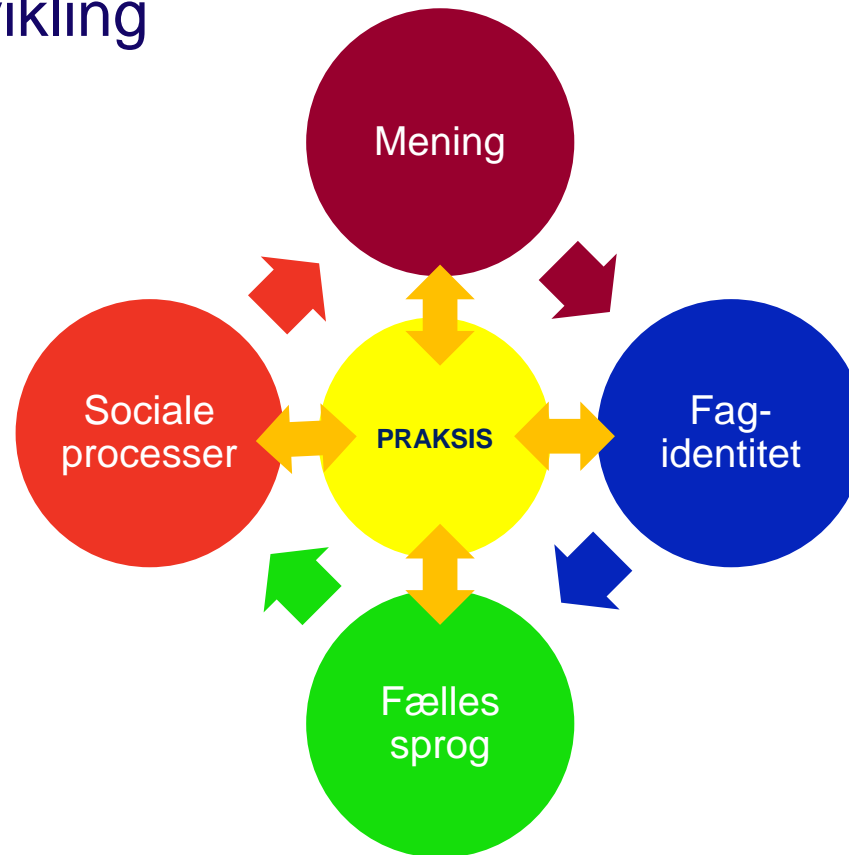 vikling
Mening
Sociale
processer
PRAKSIS
Fag-
identitet
Fælles
sprog